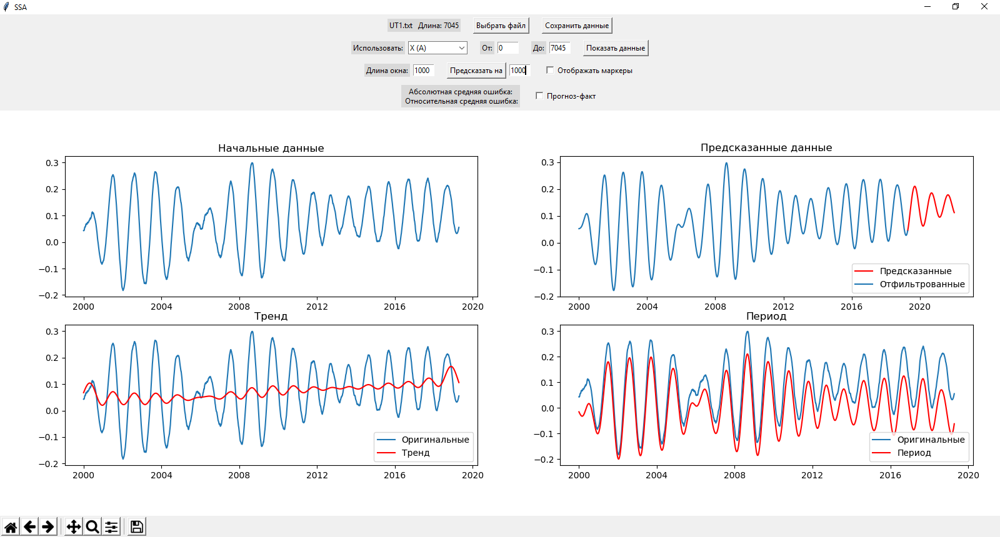 SSA
UT1.txt Длина: 7045 Выбрать файл Сохранить данные
Использовать: X (A) От: 0 До: 7045 Показать данные
Длина окна: 1000 Предсказать на 1000 Отображать маркеры
Абсолютная средняя ошибка:
Относительная средняя ошибка:
Прогноз-факт
Начальные данные
0.3
0.2
0.1
0.0
−0.1
−0.2
2000 2004 2008 2012 2016 2020
Предсказанные данные
0.3
0.2
0.1
0.0
−0.1
−0.2
Предсказанные
Отфильтрованные
2000 2004 2008 2012 2016 2020
Тренд
0.3
0.2
0.1
0.0
−0.1
−0.2
Оригинальные
Тренд
2000 2004 2008 2012 2016 2020
Период
0.3
0.2
0.1
0.0
−0.1
−0.2
Оригинальные
Период
2000 2004 2008 2012 2016 2020